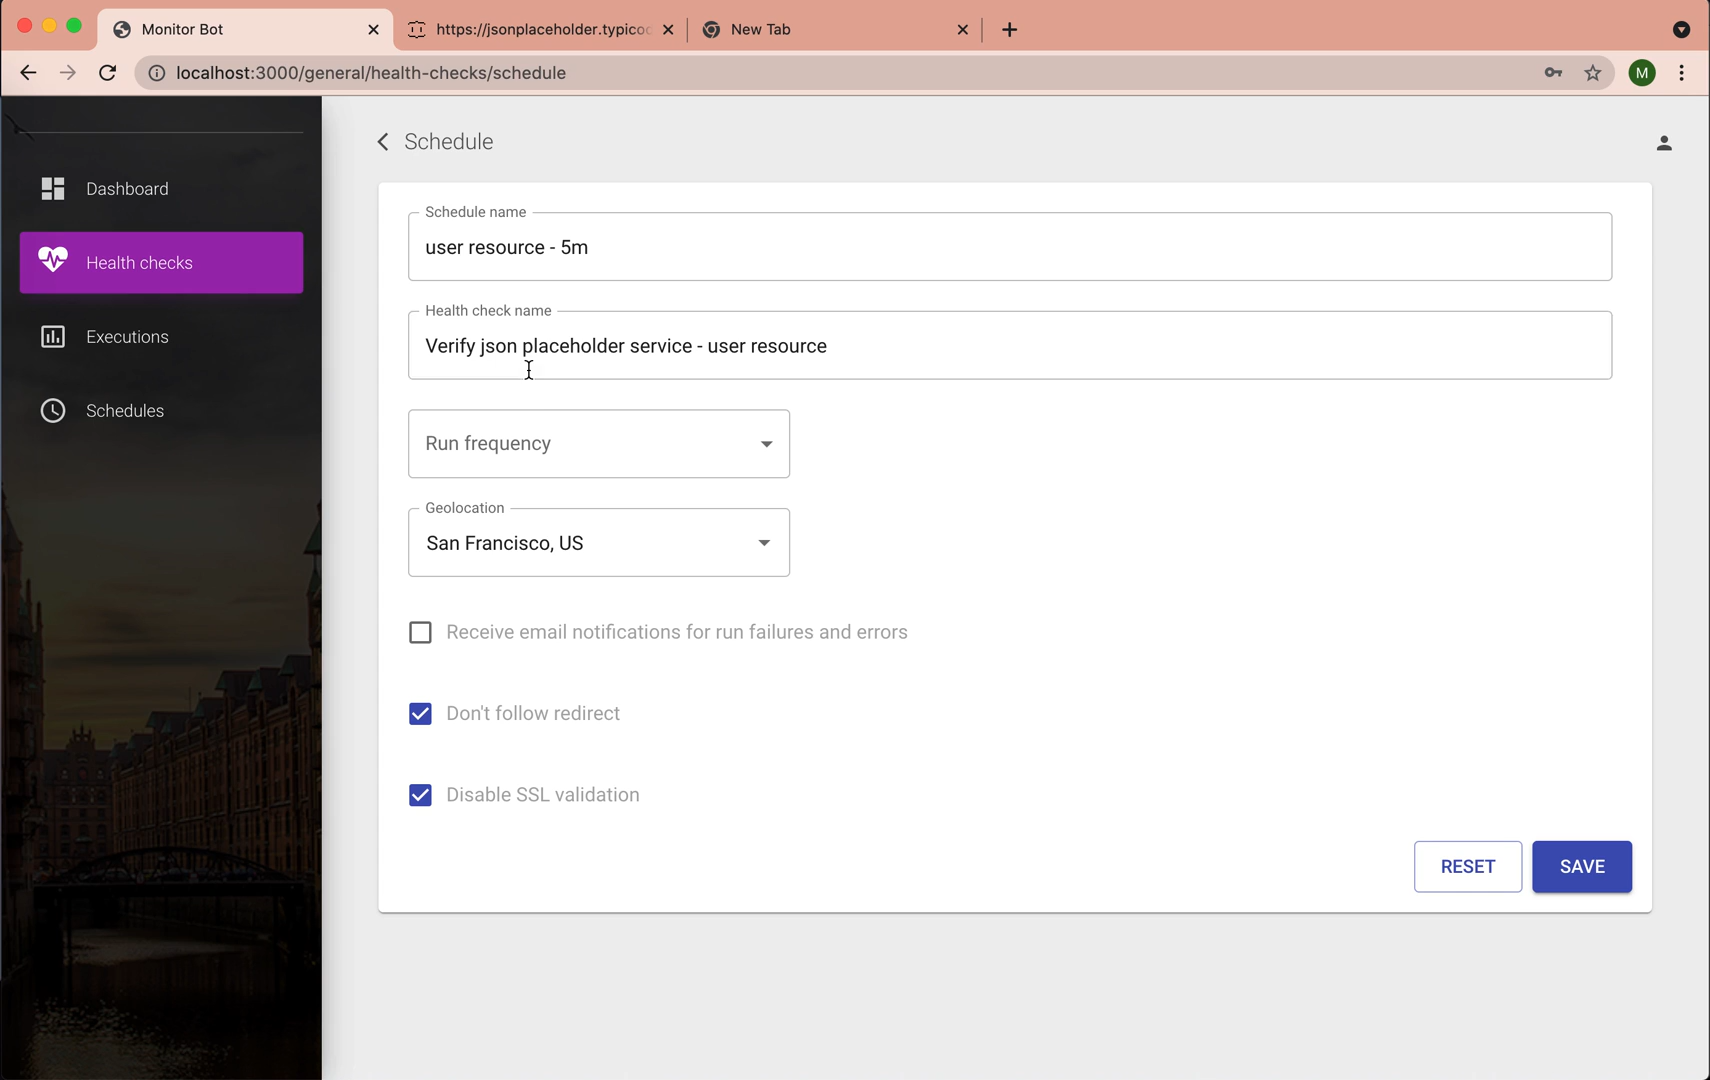 Monitor Bot
https://jsonplaceholder.typicod
New Tab
localhost:3000/general/health-checks/schedule
M
Dashboard
Health checks
Executions
Schedules
Schedule
Schedule name
user resource - 5m
Health check name
Verify json placeholder service - user resource
Run frequency
Geolocation
San Francisco, US
Receive email notifications for run failures and errors
Don't follow redirect
Disable SSL validation
RESET
SAVE